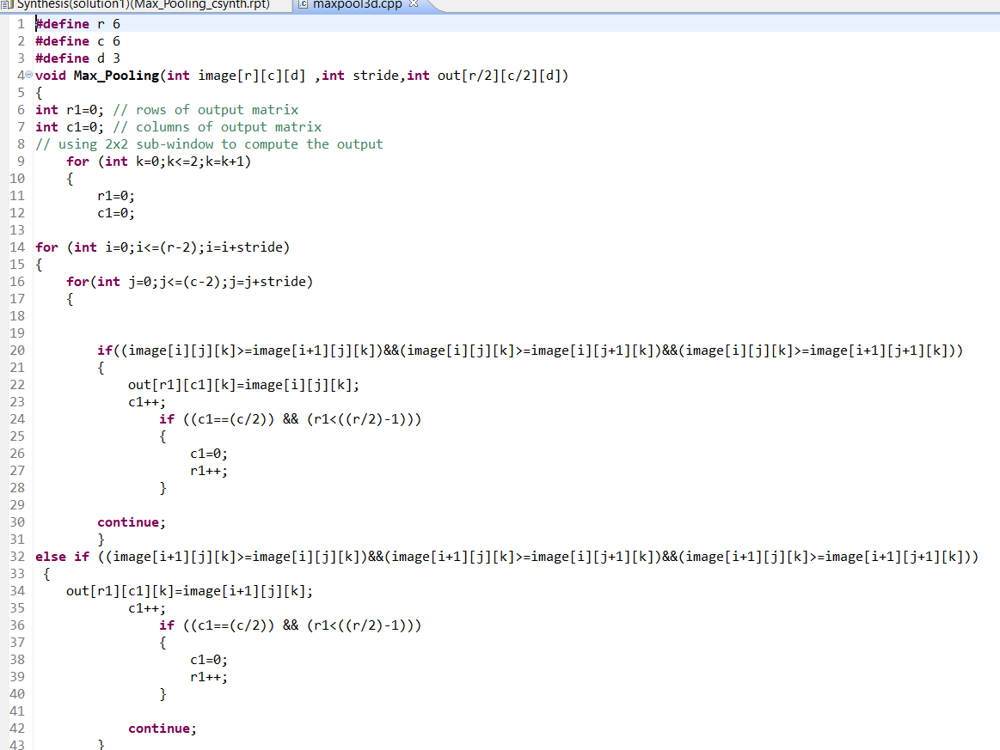 Synthesis(solution1)(Max_Pooling_csynth.rpt) maxpool3d.cpp
1 #define r 6
2 #define c 6
3 #define d 3
4 void Max_Pooling(int image[r][c][d] ,int stride,int out[r/2][c/2][d])
5 {
6 int r1=0; // rows of output matrix
7 int c1=0; // columns of output matrix
8 // using 2x2 sub-window to compute the output
9 for (int k=0;k<=2;k=k+1)
10 {
11 r1=0;
12 c1=0;
13
14 for (int i=0;i<=(r-2);i=i+stride)
15 {
16 for(int j=0;j<=(c-2);j=j+stride)
17 {
18
19
20 if((image[i][j][k]>=image[i+1][j][k])&&(image[i][j][k]>=image[i][j+1][k])&&(image[i][j][k]>=image[i+1][j+1][k]))
21 {
22 out[r1][c1][k]=image[i][j][k];
23 c1++;
24 if ((c1==(c/2)) && (r1<((r/2)-1)))
25 {
26 c1=0;
27 r1++;
28 }
29
30 continue;
31 }
32 else if ((image[i+1][j][k]>=image[i][j][k])&&(image[i+1][j][k]>=image[i][j+1][k])&&(image[i+1][j][k]>=image[i+1][j+1][k]))
33 {
34 out[r1][c1][k]=image[i+1][j][k];
35 c1++;
36 if ((c1==(c/2)) && (r1<((r/2)-1)))
37 {
38 c1=0;
39 r1++;
40 }
41
42 continue;
43 }